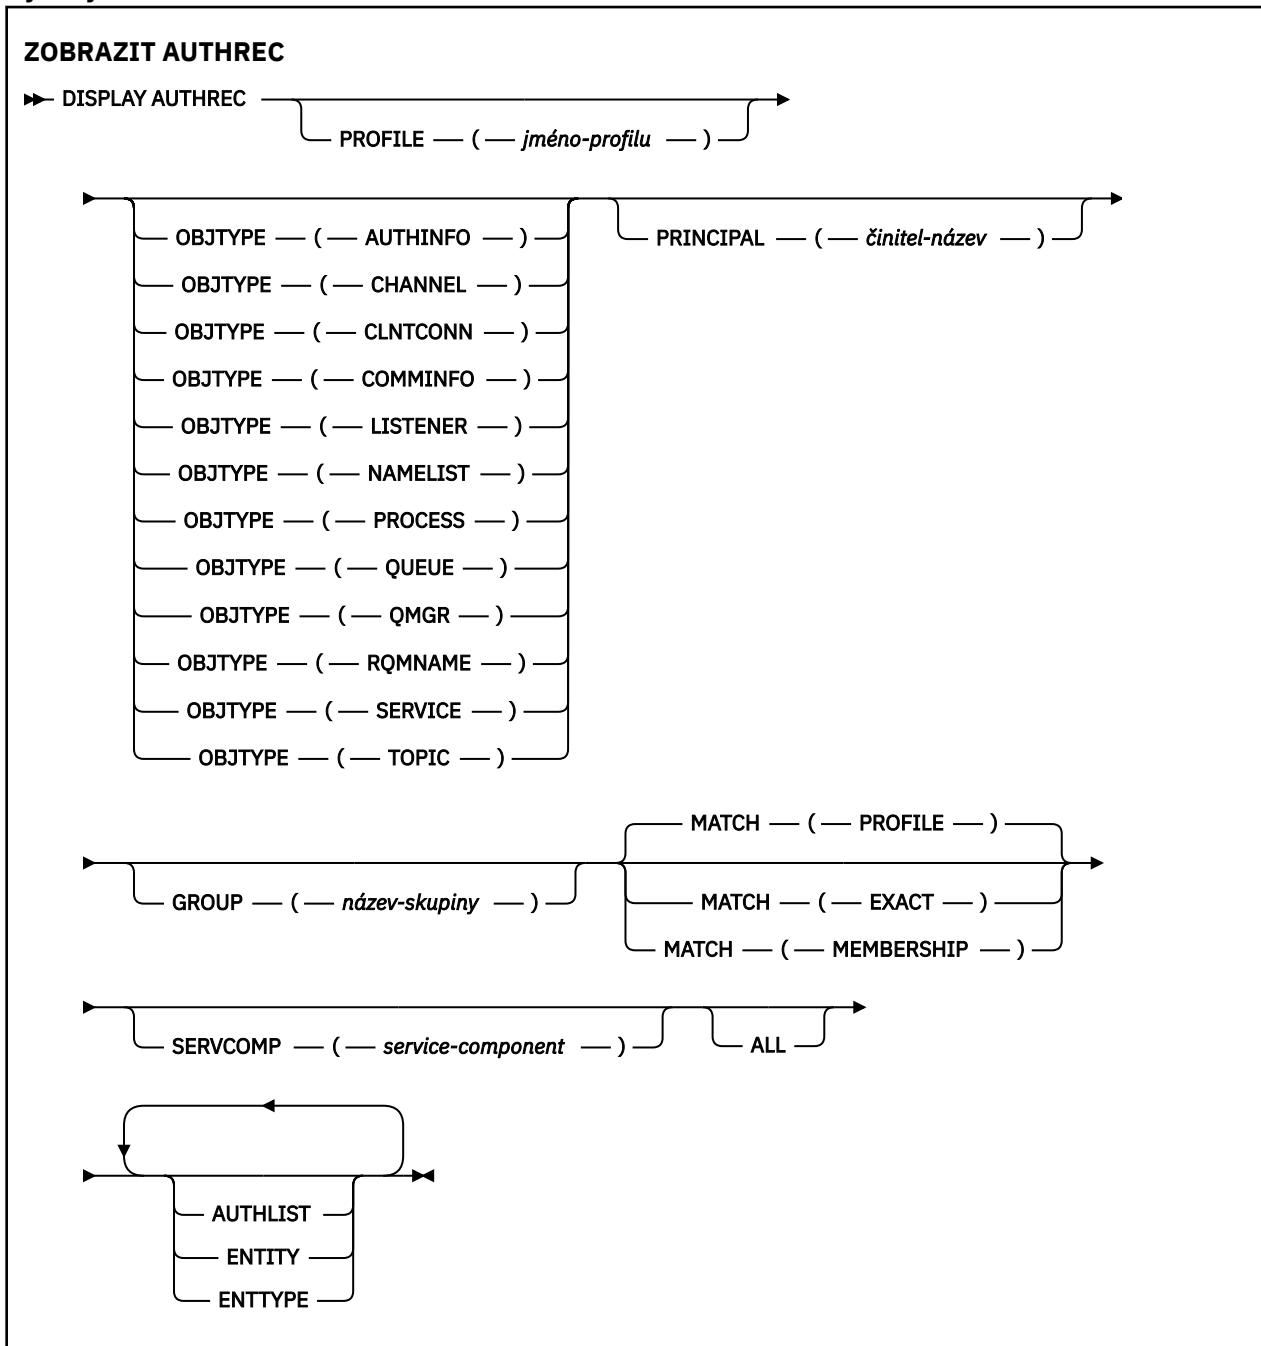 ZOBRAZIT AUTHREC
DISPLAY AUTHREC
PROFILE ( jméno-profilu )
OBJTYPE ( AUTHINFO ) PRINCIPAL ( činitel-název )
OBJTYPE ( CHANNEL )
OBJTYPE ( CLNTCONN )
OBJTYPE ( COMMINFO )
OBJTYPE ( LISTENER )
OBJTYPE ( NAMELIST )
OBJTYPE ( PROCESS )
OBJTYPE ( QUEUE )
OBJTYPE ( QMGR )
OBJTYPE ( RQMNAME )
OBJTYPE ( SERVICE )
OBJTYPE ( TOPIC )
MATCH ( PROFILE )
GROUP ( název-skupiny ) MATCH ( EXACT )
MATCH ( MEMBERSHIP )
SERVCOMP ( service-component ) ALL
AUTHLIST
ENTITY
ENTTYPE